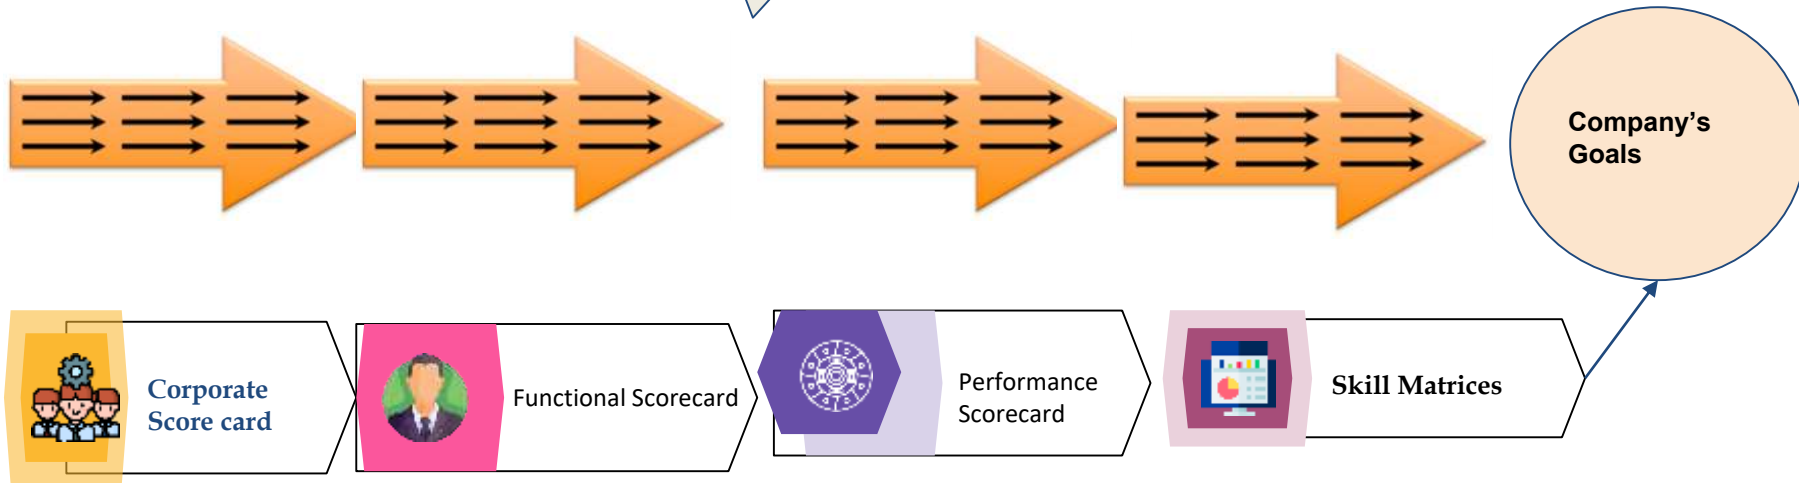 Company’s
Goals
Corporate
Score card
Functional Scorecard
Performance
Scorecard
Skill Matrices